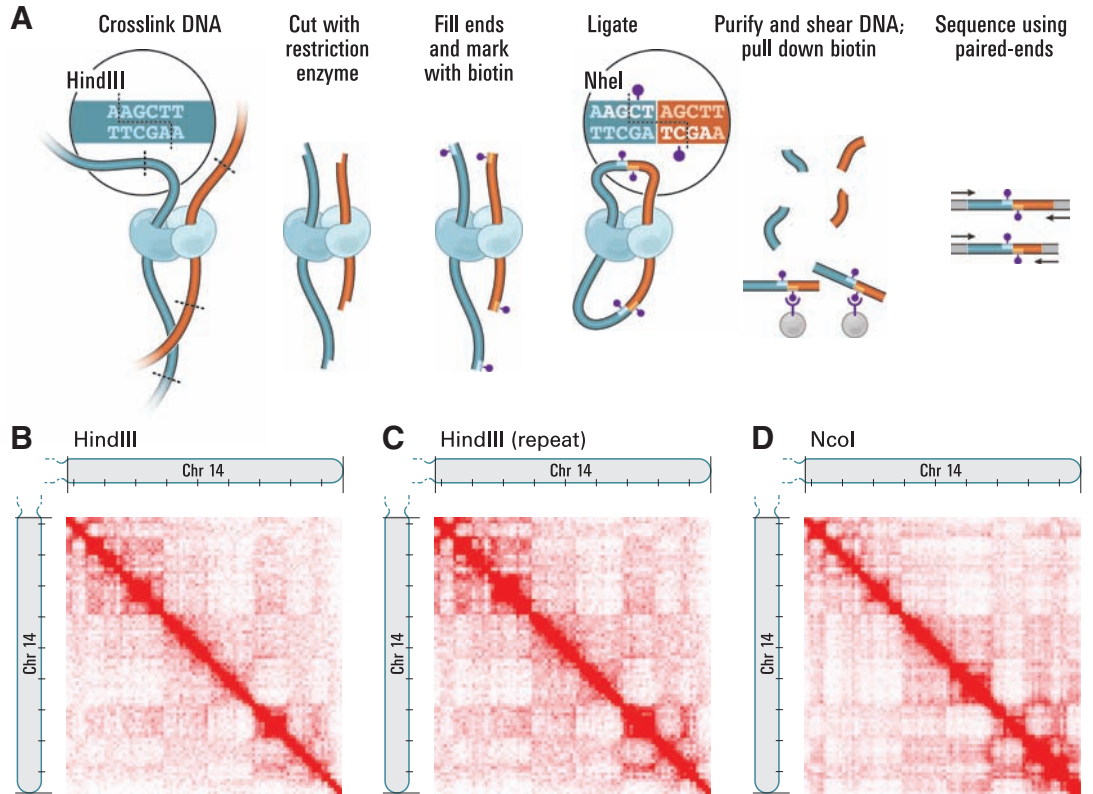 A
Crosslink DNA
Cut with
restriction
enzyme
Fill ends
and mark
with biotin
Ligate
Purify and shear DNA;
pull down biotin
Sequence using
paired-ends
HindIII
AAGCTT
TTCGAA
NheI
AAGCT AGCTT
TTCGA TCGAA
B
HindIII
Chr 14
Chr 14
C
HindIII (repeat)
Chr 14
Chr 14
D
NcoI
Chr 14
Chr 14